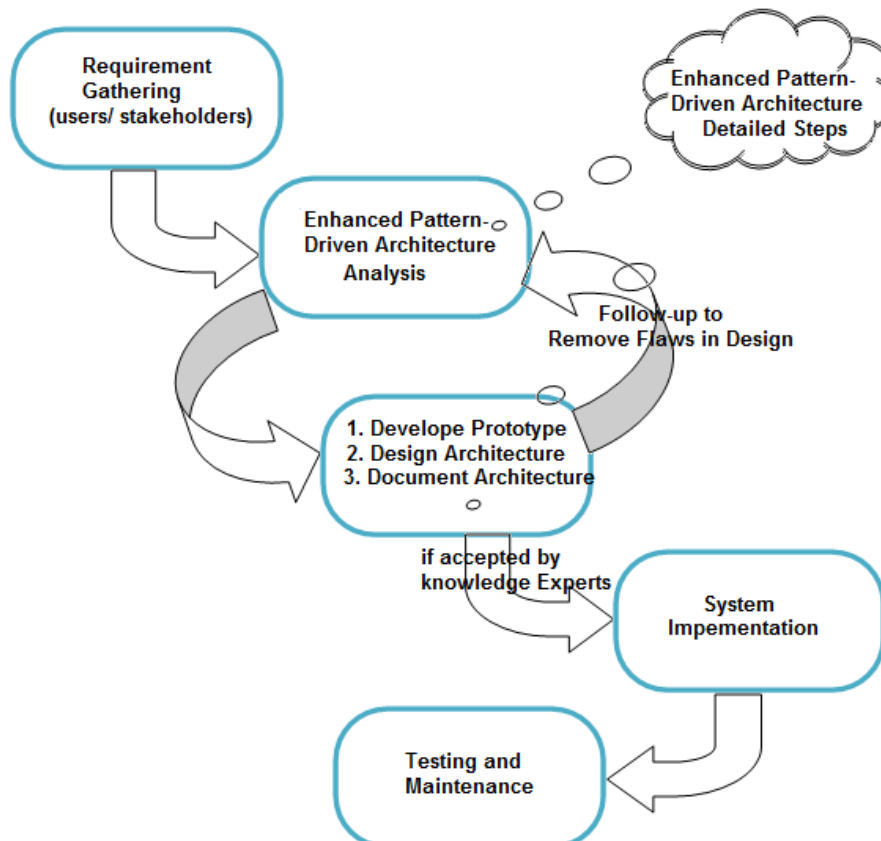 Requirement
Gathering
(users/ stakeholders)
Enhanced Pattern-
Driven Architecture
Detailed Steps
Enhanced Pattern-
Driven Architecture
Analysis
Follow-up to
Remove Flaws in Design
1. Develope Prototype
2. Design Architecture
3. Document Architecture
if accepted by
knowledge Experts
System
Impementation
Testing and
Maintenance